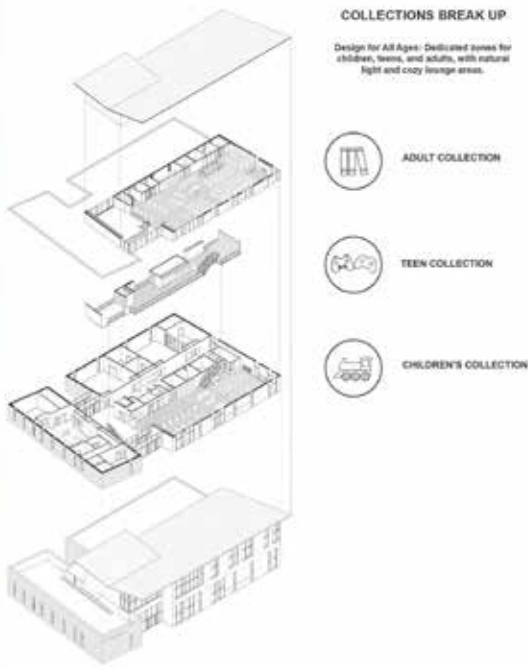 COLLECTIONS BREAK UP
Design for All Ages: Dedicated zones for
children, teens, and adults, with natural
light and cozy lounge areas.
ADULT COLLECTION
TEEN COLLECTION
CHILDREN'S COLLECTION